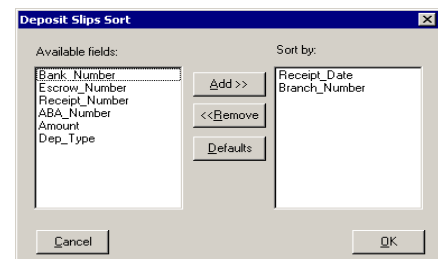 Deposit Slips Sort
Available fields:
Sort by:
Bank_Number
Escrow_Number
Receipt_Number
ABA_Number
Amount
Dep_Type
Add >>
<<Remove
Defaults
Receipt_Date
Branch_Number
Cancel
OK